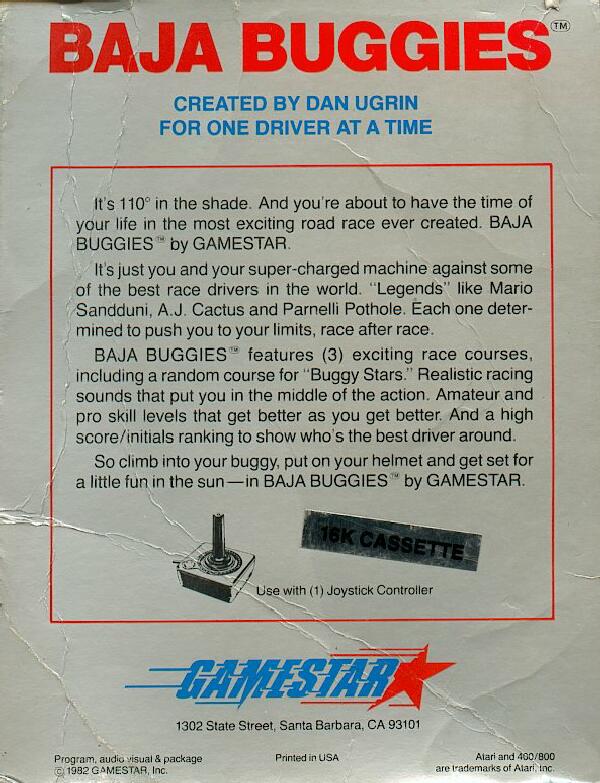 BAJA BUGGIES™
CREATED BY DAN UGRIN
FOR ONE DRIVER AT A TIME
It's 110° in the shade. And you're about to have the time of
your life in the most exciting road race ever created. BAJA
BUGGIES™ by GAMESTAR.
It's just you and your super-charged machine against some
of the best race drivers in the world. "Legends" like Mario
Sandduni, A.J. Cactus and Parnelli Pothole. Each one deter-
mined to push you to your limits, race after race.
BAJA BUGGIES™ features (3) exciting race courses,
including a random course for "Buggy Stars." Realistic racing
sounds that put you in the middle of the action. Amateur and
pro skill levels that get better as you get better. And a high
score/initials ranking to show who's the best driver around.
So climb into your buggy, put on your helmet and get set for
a little fun in the sun—in BAJA BUGGIES™ by GAMESTAR.
16K CASSETTE
Use with (1) Joystick Controller
GAMESTAR
1302 State Street, Santa Barbara, CA 93101
Program, audio visual & package
© 1982 GAMESTAR, Inc.
Printed in USA
Atari and 400/800
are trademarks of Atari, Inc.